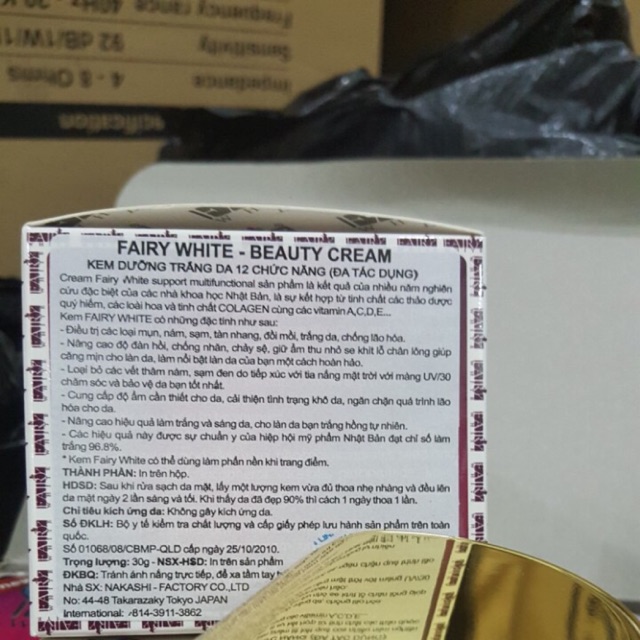 Frequency range 40Hz - 20 K
Sensitivity 92 dB/1W/1
Impedance 4 - 8 Ohms
FAIRY WHITE - BEAUTY CREAM
KEM DƯỠNG TRẮNG DA 12 CHỨC NĂNG (ĐA TÁC DỤNG)
Cream Fairy White support multifunctional sản phẩm là kết quả của nhiều năm nghiên
cứu đặc biệt của các nhà khoa học Nhật Bản, là sự kết hợp từ tinh chất các thảo dược
quý hiếm, các loài hoa và tinh chất COLAGEN cùng các vitamin A,C,D,E...
Kem FAIRY WHITE có những đặc tính như sau:
- Điều trị các loại mụn, nám, sạm, tàn nhang, đồi mồi, trắng da, chống lão hóa.
- Nâng cao độ đàn hồi, chống nhăn, chảy sệ, giữ ẩm thu nhỏ se khít lỗ chân lông giúp
căng mịn cho làn da, làm nổi bật làn da của bạn một cách hoàn hảo.
- Loại bỏ các vết thâm nám, sạm đen do tiếp xúc với tia nắng mặt trời với màng UV/30
chăm sóc và bảo vệ da bạn tốt nhất.
- Cung cấp độ ẩm cần thiết cho da, cải thiện tình trạng khô da, ngăn chặn quá trình lão
hóa cho da.
- Nâng cao hiệu quả làm trắng và sáng da, cho làn da bạn trắng hồng tự nhiên.
- Các hiệu quả này được sự chuẩn y của hiệp hội mỹ phẩm Nhật Bản đạt chỉ số làm
trắng 96.8%.
* Kem Fairy White có thể dùng làm phấn nền khi trang điểm.
THÀNH PHẦN: In trên hộp.
HDSD: Sau khi rửa sạch da mặt, lấy một lượng kem vừa đủ thoa nhẹ nhàng và đều lên
da mặt ngày 2 lần sáng và tối. Khi thấy da đã đẹp 90% thì cách 1 ngày thoa 1 lần.
Chỉ tiêu kích ứng da: Không gây kích ứng da.
Số ĐKLH: Bộ y tế kiểm tra chất lượng và cấp giấy phép lưu hành sản phẩm trên toàn
quốc.
Số 01068/08/CBMP-QLD cấp ngày 25/10/2010.
Trọng lượng: 30g - NSX-HSD: In trên sản phẩm
ĐKBQ: Tránh ánh nắng trực tiếp, để xa tầm tay
Nhà SX: NAKASHI - FACTORY CO.,LTD
No: 44-48 Takarazaky Tokyo JAPAN
International: +814-3911-3862